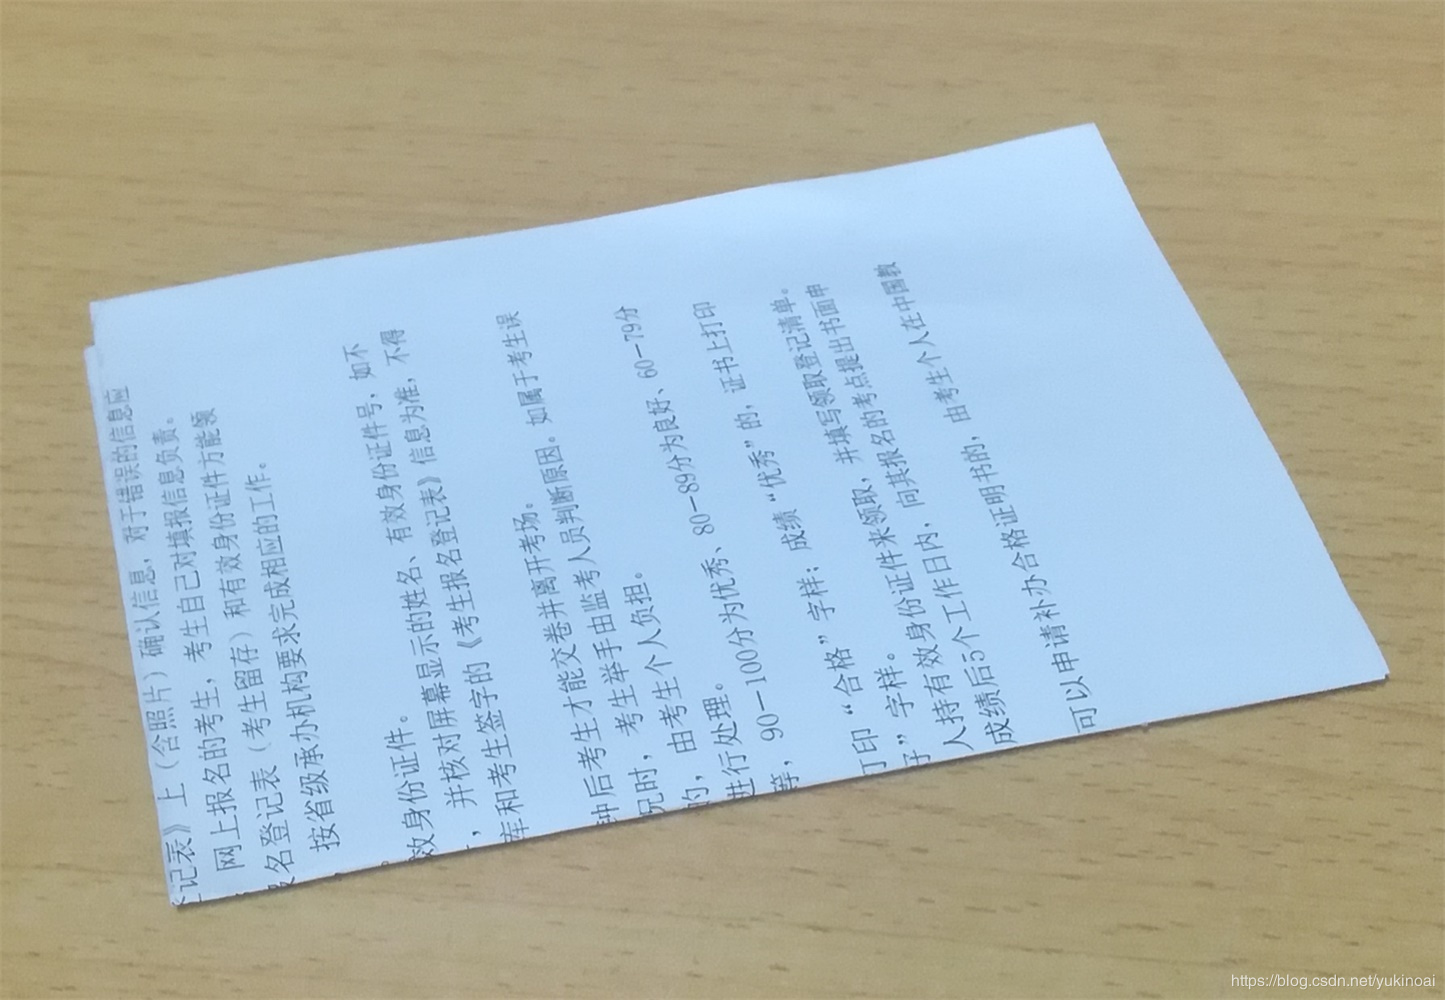 登记表》上（含照片）确认信息，对于错误的信息应
网上报名的考生，考生自己对填报信息负责。
名登记表（考生留存）和有效身份证件方能领
按省级承办机构要求完成相应的工作。
效身份证件。
，并核对屏幕显示的姓名、有效身份证件号，如不
库和考生签字的《考生报名登记表》信息为准，不得
钟后考生才能交卷并离开考场。
况时，考生举手由监考人员判断原因。如属于考生误
的，由考生个人负担。
进行处理。
等，90-100分为优秀、80-89分为良好、60-79分
打印“合格”字样；成绩“优秀”的，证书上打印
”字样。
人持有效身份证件来领取，并填写领取登记清单。
成绩后5个工作日内，向其报名的考点提出书面申
可以申请补办合格证明书的，由考生个人在中国教
https://blog.csdn.net/yukinoai